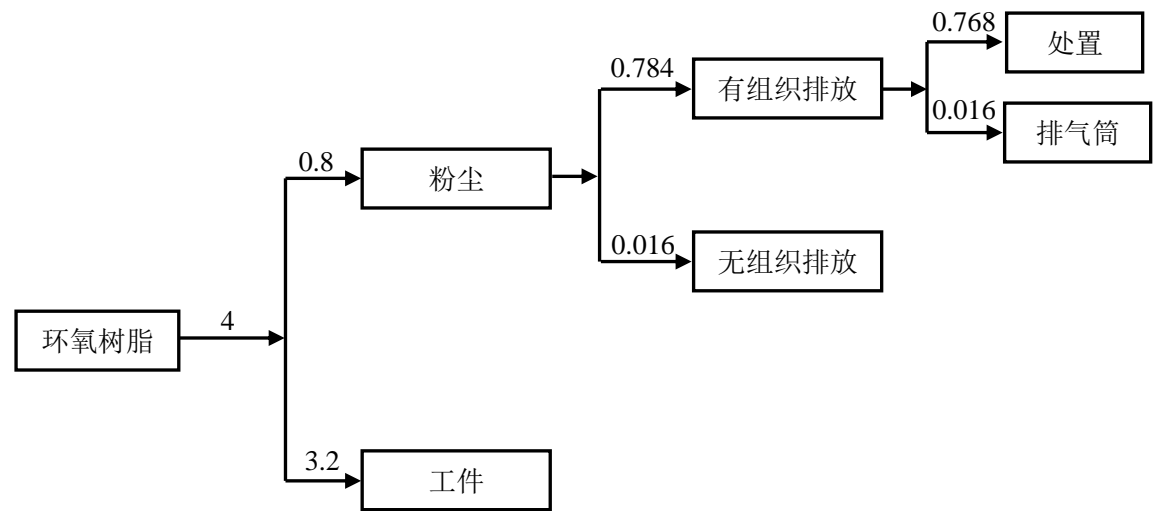 0.768
处置
0.784
有组织排放
0.016
排气筒
0.8
粉尘
0.016
无组织排放
4
环氧树脂
3.2
工件